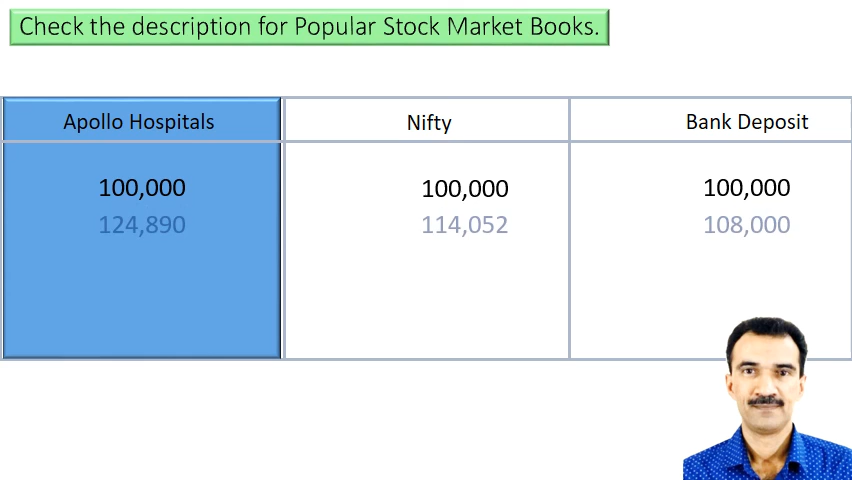 Check the description for Popular Stock Market Books.
Apollo Hospitals Nifty Bank Deposit
100,000 100,000 100,000
124,890 114,052 108,000